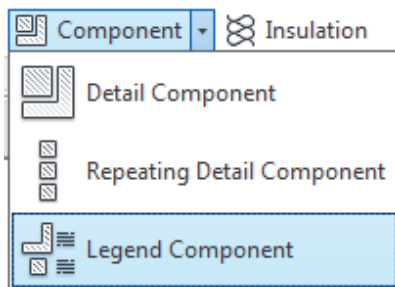 Component Insulation
Detail Component
Repeating Detail Component
Legend Component